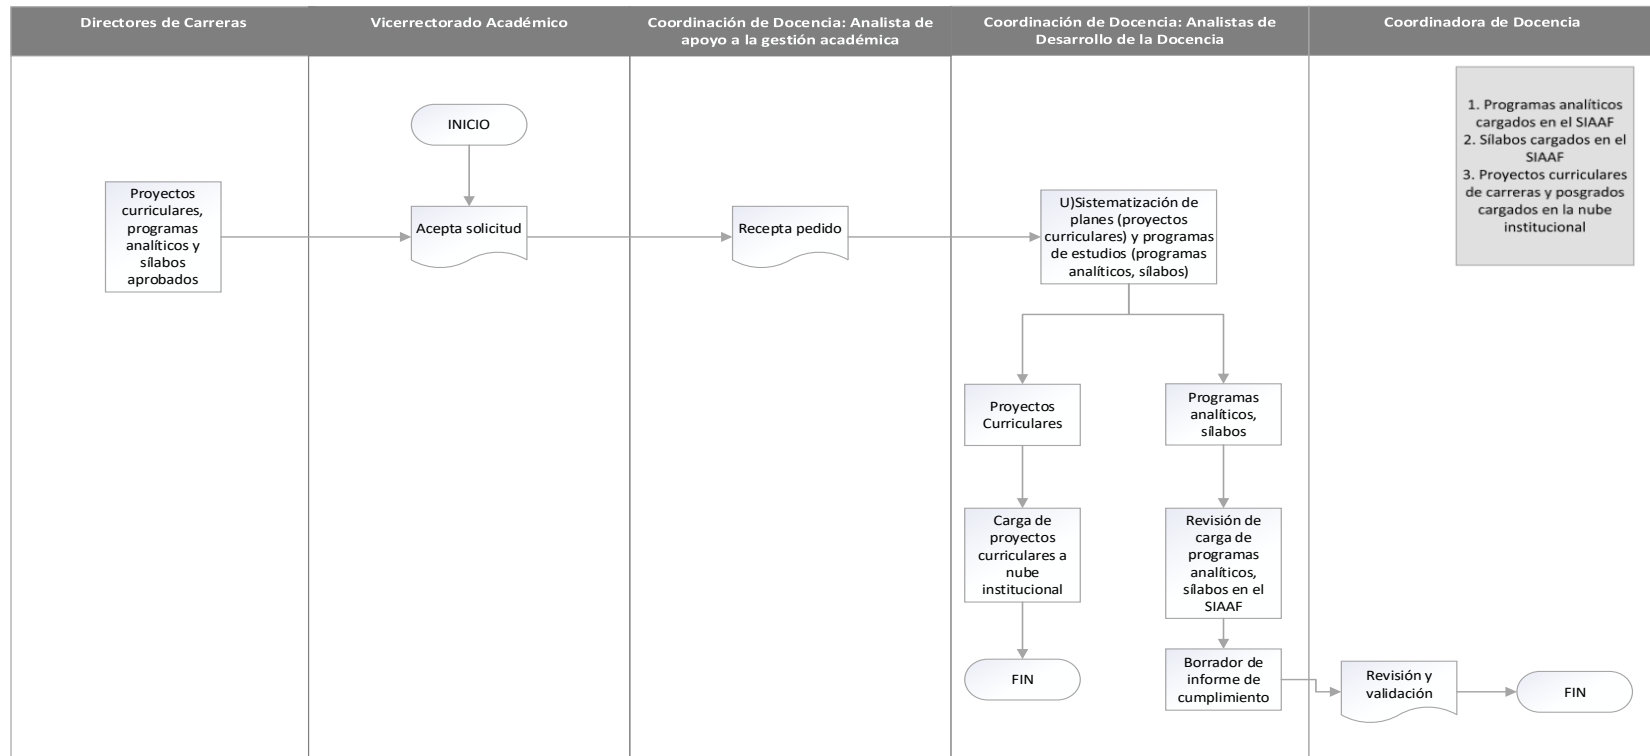 Directores de Carreras
Vicerrectorado Académico
Coordinación de Docencia: Analista de
apoyo a la gestión académica
Coordinación de Docencia: Analistas de
Desarrollo de la Docencia
Coordinadora de Docencia
1. Programas analíticos
cargados en el SIAAF
2. Sílabos cargados en el
SIAAF
3. Proyectos curriculares
de carreras y posgrados
cargados en la nube
institucional
INICIO
Proyectos
curriculares,
programas
analíticos y
sílabos
aprobados
Acepta solicitud
Recepta pedido
U)Sistematización de
planes (proyectos
curriculares) y programas
de estudios (programas
analíticos, sílabos)
Proyectos
Curriculares
Programas
analíticos,
sílabos
Carga de
proyectos
curriculares a
nube
institucional
Revisión de
carga de
programas
analíticos,
sílabos en el
SIAAF
FIN
Borrador de
informe de
cumplimiento
Revisión y
validación
FIN